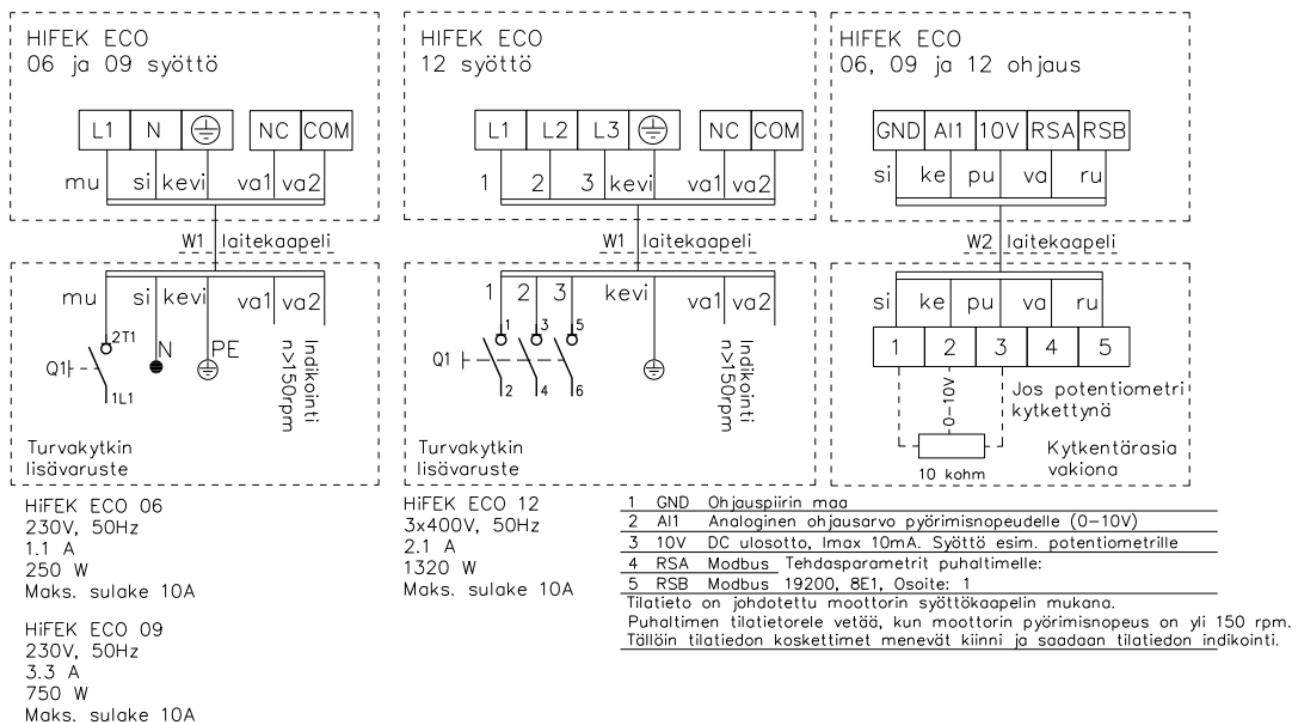 HIFEK ECO
06 ja 09 syöttö
L1 N NC COM
mu si kevi va1 va2
W1 laitekaapeli
mu si kevi va1 va2
2T1
Q1
N
PE
1L1
Indikointi
n>150rpm
Turvakytkin
lisävaruste
HiFEK ECO 06
230V, 50Hz
1.1 A
250 W
Maks. sulake 10A
HiFEK ECO 09
230V, 50Hz
3.3 A
750 W
Maks. sulake 10A
HIFEK ECO
12 syöttö
L1 L2 L3 NC COM
1 2 3 kevi va1 va2
W1 laitekaapeli
1 2 3 kevi va1 va2
1 3 5
Q1
2 4 6
Indikointi
n>150rpm
Turvakytkin
lisävaruste
HiFEK ECO 12
3x400V, 50Hz
2.1 A
1320 W
Maks. sulake 10A
HIFEK ECO
06, 09 ja 12 ohjaus
GND AI1 10V RSA RSB
si ke pu va ru
W2 laitekaapeli
si ke pu va ru
1 2 3 4 5
0-10V
Jos potentiometri
kytkettynä
10 kohm
Kytkentärasia
vakiona
1 GND Ohjauspiirin maa
2 AI1 Analoginen ohjausarvo pyörimisnopeudelle (0-10V)
3 10V DC ulosotto, Imax 10mA. Syöttö esim. potentiometrille
4 RSA Modbus Tehdasparametrit puhaltimelle:
5 RSB Modbus 19200, 8E1, Osoite: 1
Tilatieto on johdotettu moottorin syöttökaapelin mukana.
Puhaltimen tilatietorele vetää, kun moottorin pyörimisnopeus on yli 150 rpm.
Tällöin tilatiedon koskettimet menevät kiinni ja saadaan tilatiedon indikointi.